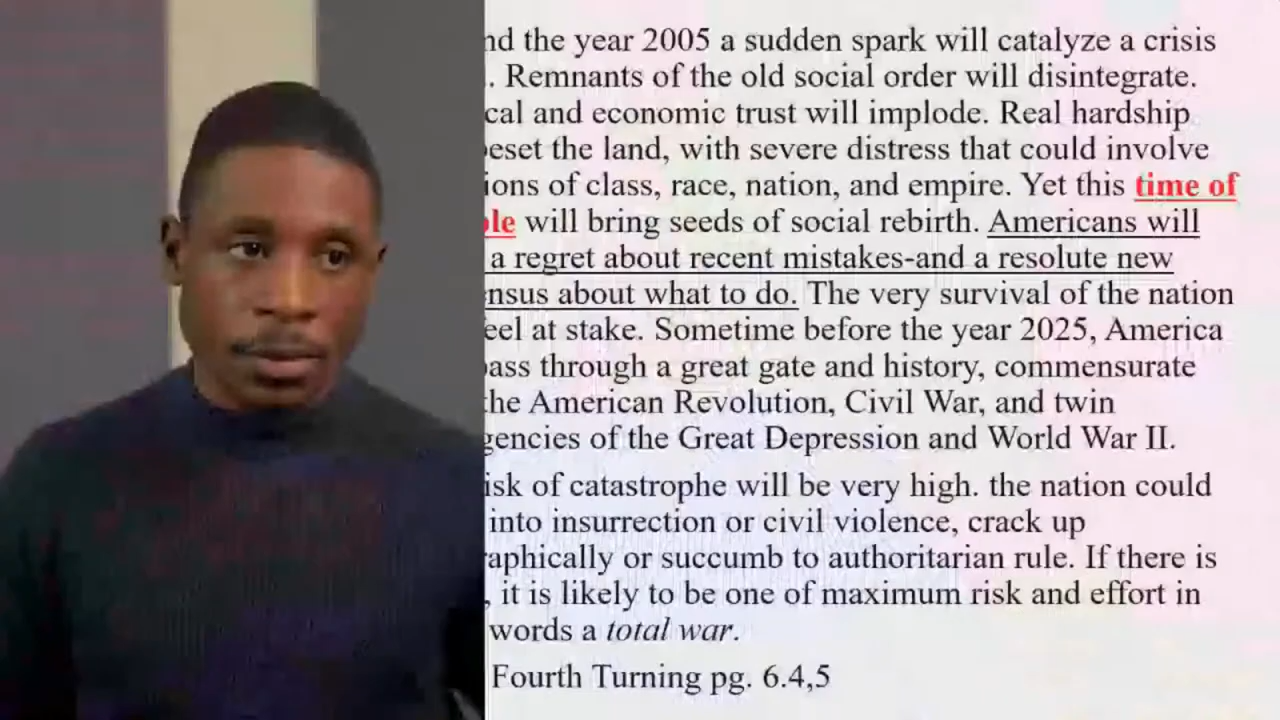 the year 2005 a sudden spark will catalyze a crisis
. Remnants of the old social order will disintegrate.
cal and economic trust will implode. Real hardship
eset the land, with severe distress that could involve
ions of class, race, nation, and empire. Yet this time of
ble will bring seeds of social rebirth. Americans will
a regret about recent mistakes-and a resolute new
nsus about what to do. The very survival of the nation
eel at stake. Sometime before the year 2025, America
ass through a great gate and history, commensurate
the American Revolution, Civil War, and twin
gencies of the Great Depression and World War II.
isk of catastrophe will be very high. the nation could
into insurrection or civil violence, crack up
raphically or succumb to authoritarian rule. If there is
, it is likely to be one of maximum risk and effort in
words a total war.
Fourth Turning pg. 6.4,5